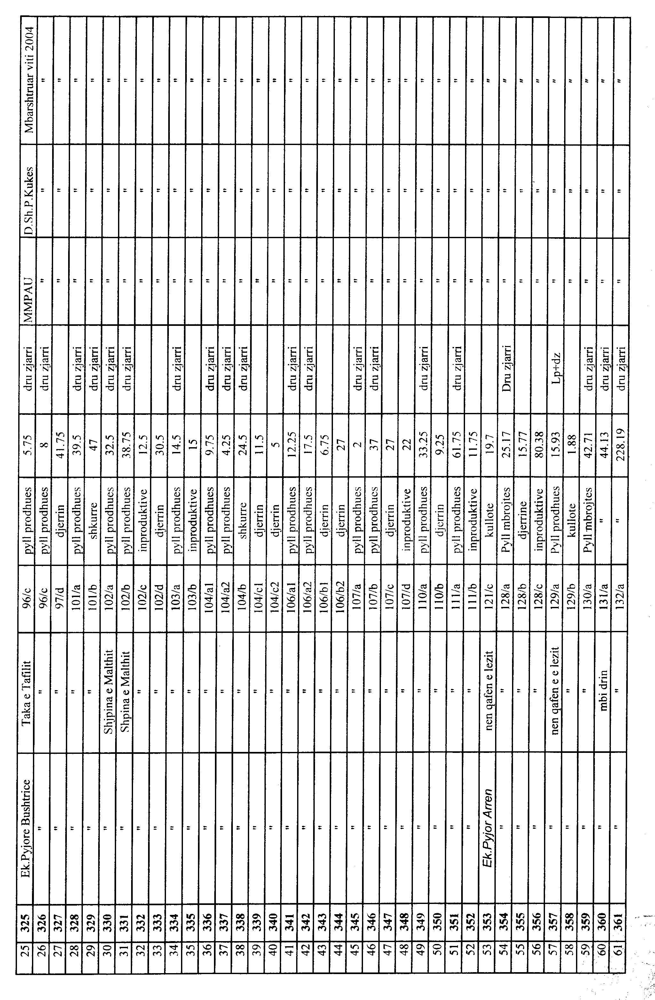 25 325 Ek.Pyjore Bushtrice Taka e Tafilit 96/c pyll prodhues 5.75 dru zjarri MMPAU D.Sh.P.Kukes Mbarshtruar viti 2004
26 326 " " 96/c pyll prodhues 8 dru zjarri " " "
27 327 " " 97/d djerrin 41.75 " " "
28 328 " " 101/a pyll prodhues 39.5 dru zjarri " " "
29 329 " " 101/b shkurre 47 dru zjarri " " "
30 330 " Shjpina e Malthit 102/a pyll prodhues 32.5 dru zjarri " " "
31 331 " Shpina e Malthit 102/b pyll prodhues 38.75 dru zjarri " " "
32 332 " " 102/c inproduktive 12.5 " " "
33 333 " " 102/d djerrin 30.5 " " "
34 334 " " 103/a pyll prodhues 14.5 dru zjarri " " "
35 335 " " 103/b inproduktive 15 " " "
36 336 " " 104/a1 pyll prodhues 9.75 dru zjarri " " "
37 337 " " 104/a2 pyll prodhues 4.25 dru zjarri " " "
38 338 " " 104/b shkurre 24.5 dru zjarri " " "
39 339 " " 104/c1 djerrin 11.5 " " "
40 340 " " 104/c2 djerrin 5 " " "
41 341 " " 106/a1 pyll prodhues 12.25 dru zjarri " " "
42 342 " " 106/a2 pyll prodhues 17.5 dru zjarri " " "
43 343 " " 106/b1 djerrin 6.75 " " "
44 344 " " 106/b2 djerrin 27 " " "
45 345 " " 107/a pyll prodhues 2 dru zjarri " " "
46 346 " " 107/b pyll prodhues 37 dru zjarri " " "
47 347 " " 107/c djerrin 27 " " "
48 348 " " 107/d inproduktive 22 " " "
49 349 " " 110/a pyll prodhues 33.25 dru zjarri " " "
50 350 " " 110/b djerrin 9.25 " " "
51 351 " " 111/a pyll prodhues 61.75 dru zjarri " " "
52 352 " " 111/b inproduktive 11.75 " " "
53 353 Ek.Pyjor Arren nen qafen e lezit 121/c kullote 19.7 " " "
54 354 " " 128/a Pyll mbrojtes 25.17 Dru zjarri " " "
55 355 " " 128/b djerrine 15.77 " " "
56 356 " " 128/c inproduktive 80.38 " " "
57 357 " nen qafen e e lezit 129/a Pyll prodhues 15.93 Lp+dz " " "
58 358 " " 129/b kullote 1.88 " " "
59 359 " " 130/a Pyll mbrojtes 42.71 dru zjarri " " "
60 360 " mbi drin 131/a " 44.13 dru zjarri " " "
61 361 " " 132/a " 228.19 dru zjarri " " "